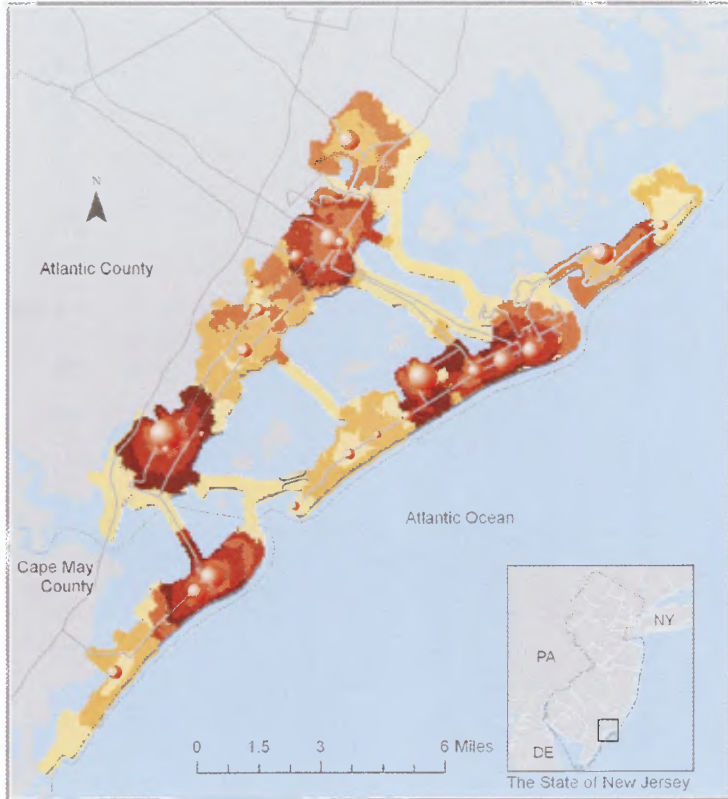 N
Atlantic County
Atlantic Ocean
Cape May
County
NY
PA
DE
0 1.5 3 6 Miles
The State of New Jersey